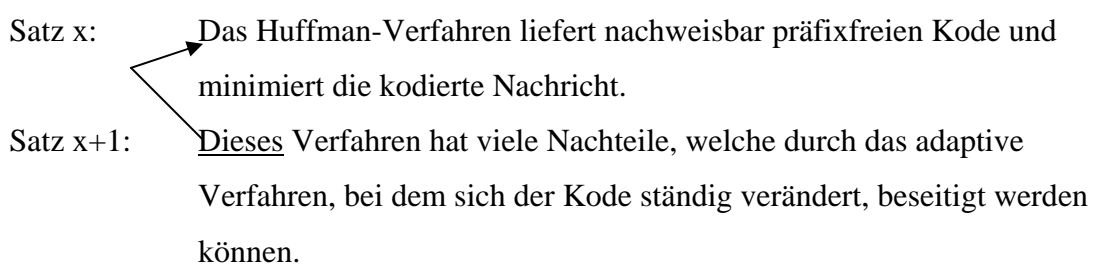 Satz x: Das Huffman-Verfahren liefert nachweisbar präfixfreien Kode und
minimiert die kodierte Nachricht.
Satz x+1: Dieses Verfahren hat viele Nachteile, welche durch das adaptive
Verfahren, bei dem sich der Kode ständig verändert, beseitigt werden
können.